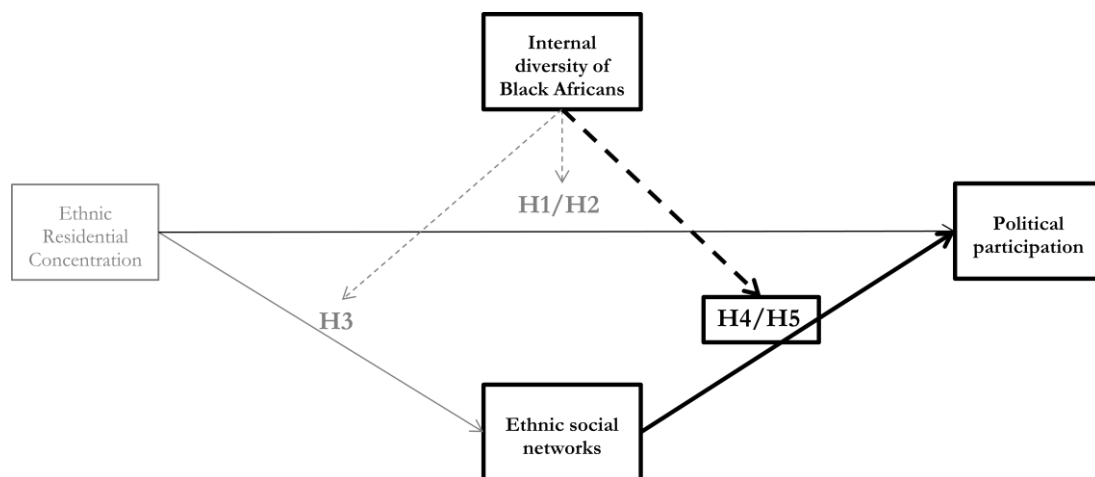 Internal
diversity of
Black Africans
H1/H2
Ethnic
Residential
Concentration
Political
participation
H3
H4/H5
Ethnic social
networks